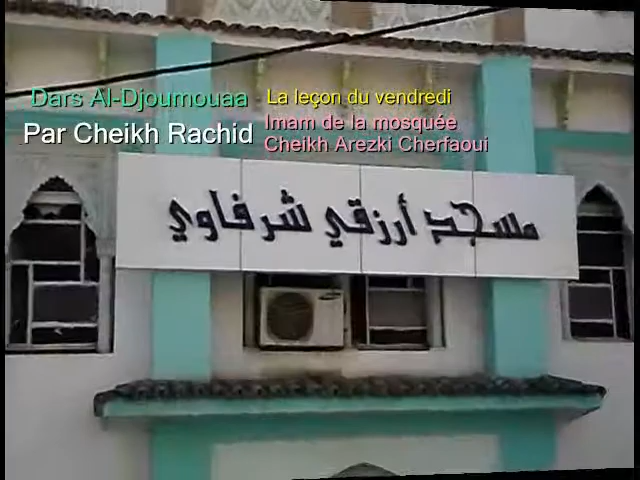 Dars Al-Djoumouaa
La leçon du vendredi
Par Cheikh Rachid
Imam de la mosquée
Cheikh Arezki Cherfaoui
مسجد أرزقي شرفاوي